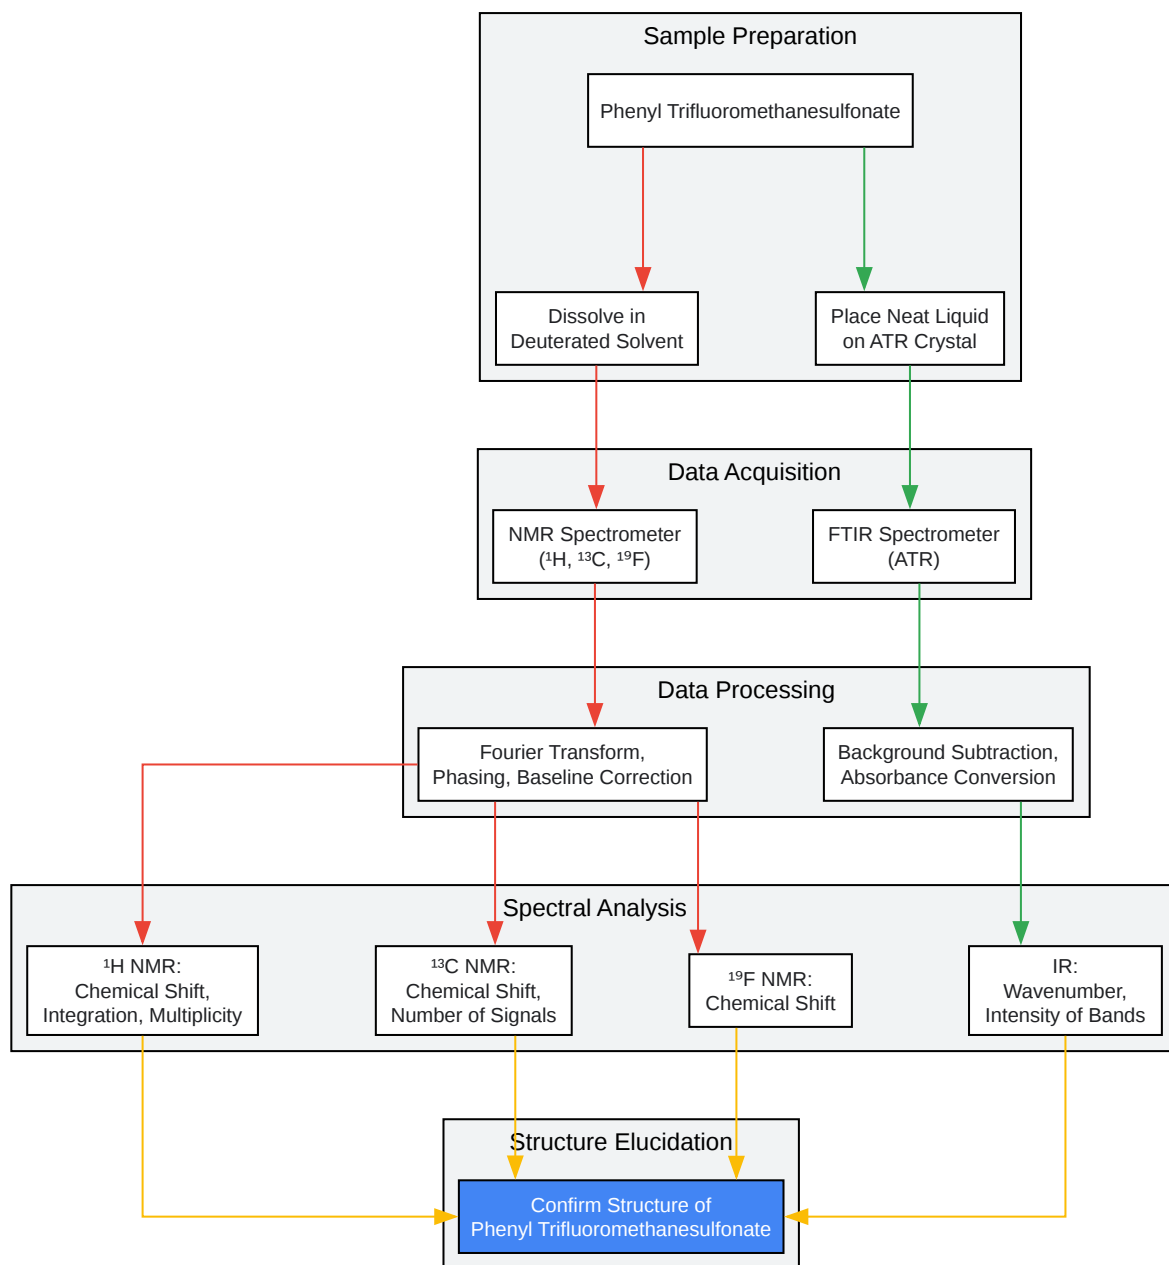 Sample Preparation
Phenyl Trifluoromethanesulfonate
Dissolve in
Deuterated Solvent
Place Neat Liquid
on ATR Crystal
Data Acquisition
NMR Spectrometer
(¹H, ¹³C, ¹⁹F)
FTIR Spectrometer
(ATR)
Data Processing
Fourier Transform,
Phasing, Baseline Correction
Background Subtraction,
Absorbance Conversion
Spectral Analysis
¹H NMR:
Chemical Shift,
Integration, Multiplicity
¹³C NMR:
Chemical Shift,
Number of Signals
¹⁹F NMR:
Chemical Shift
IR:
Wavenumber,
Intensity of Bands
Structure Elucidation
Confirm Structure of
Phenyl Trifluoromethanesulfonate